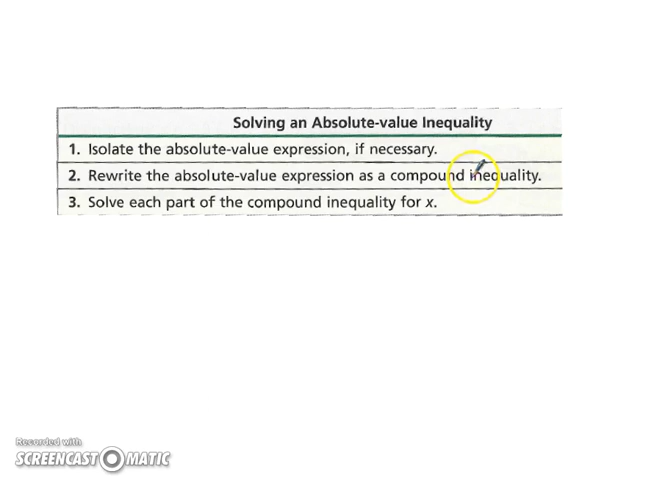 Solving an Absolute-value Inequality
1. Isolate the absolute-value expression, if necessary.
2. Rewrite the absolute-value expression as a compound inequality.
3. Solve each part of the compound inequality for x.
Recorded with
SCREENCAST-O-MATIC